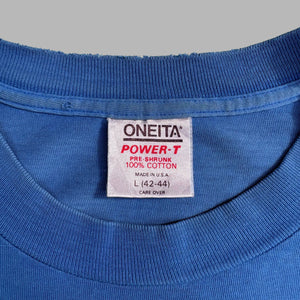 ONEITA®
POWER-T
PRE-SHRUNK
100% COTTON
MADE IN U.S.A.
L (42-44)
CARE OVER